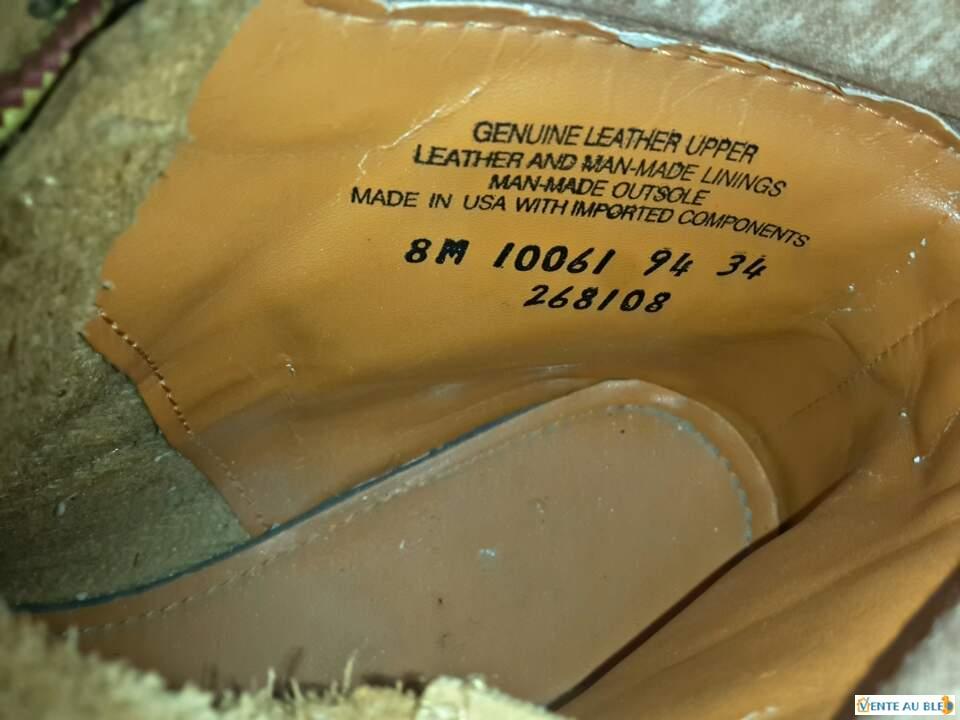 GENUINE LEATHER UPPER
LEATHER AND MAN-MADE LININGS
MAN-MADE OUTSOLE
MADE IN USA WITH IMPORTED COMPONENTS
8M 10061 94 34
268108
VENTE AU BLED